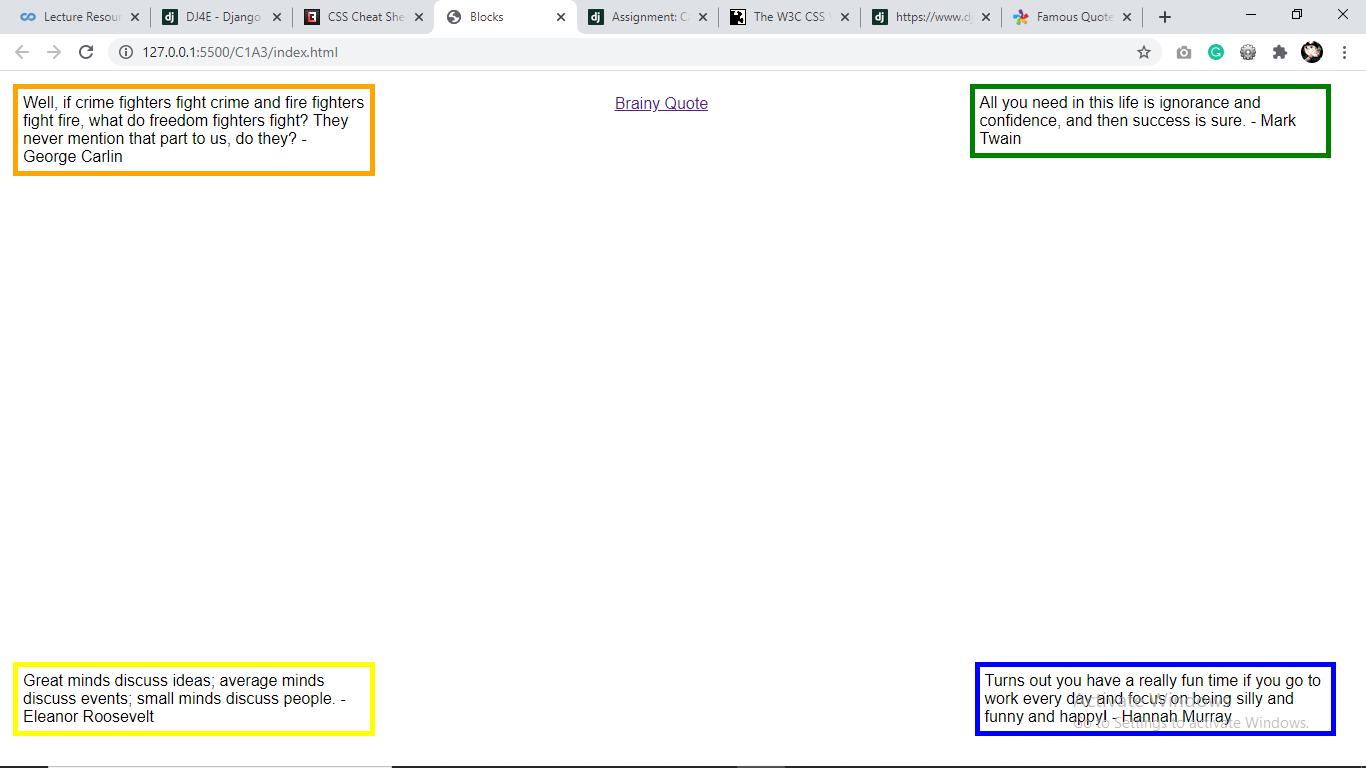 Lecture Resour
DJ4E - Django
CSS Cheat She
Blocks
dj
Assignment: C
The W3C CSS V
https://www.dj
Famous Quote
127.0.0.1:5500/C1A3/index.html
Well, if crime fighters fight crime and fire fighters
fight fire, what do freedom fighters fight? They
never mention that part to us, do they? -
George Carlin
Brainy Quote
All you need in this life is ignorance and
confidence, and then success is sure. - Mark
Twain
Great minds discuss ideas; average minds
discuss events; small minds discuss people. -
Eleanor Roosevelt
Turns out you have a really fun time if you go to
work every day and focus on being silly and
funny and happy! - Hannah Murray
Activate Windows
Go to Settings to activate Windows.